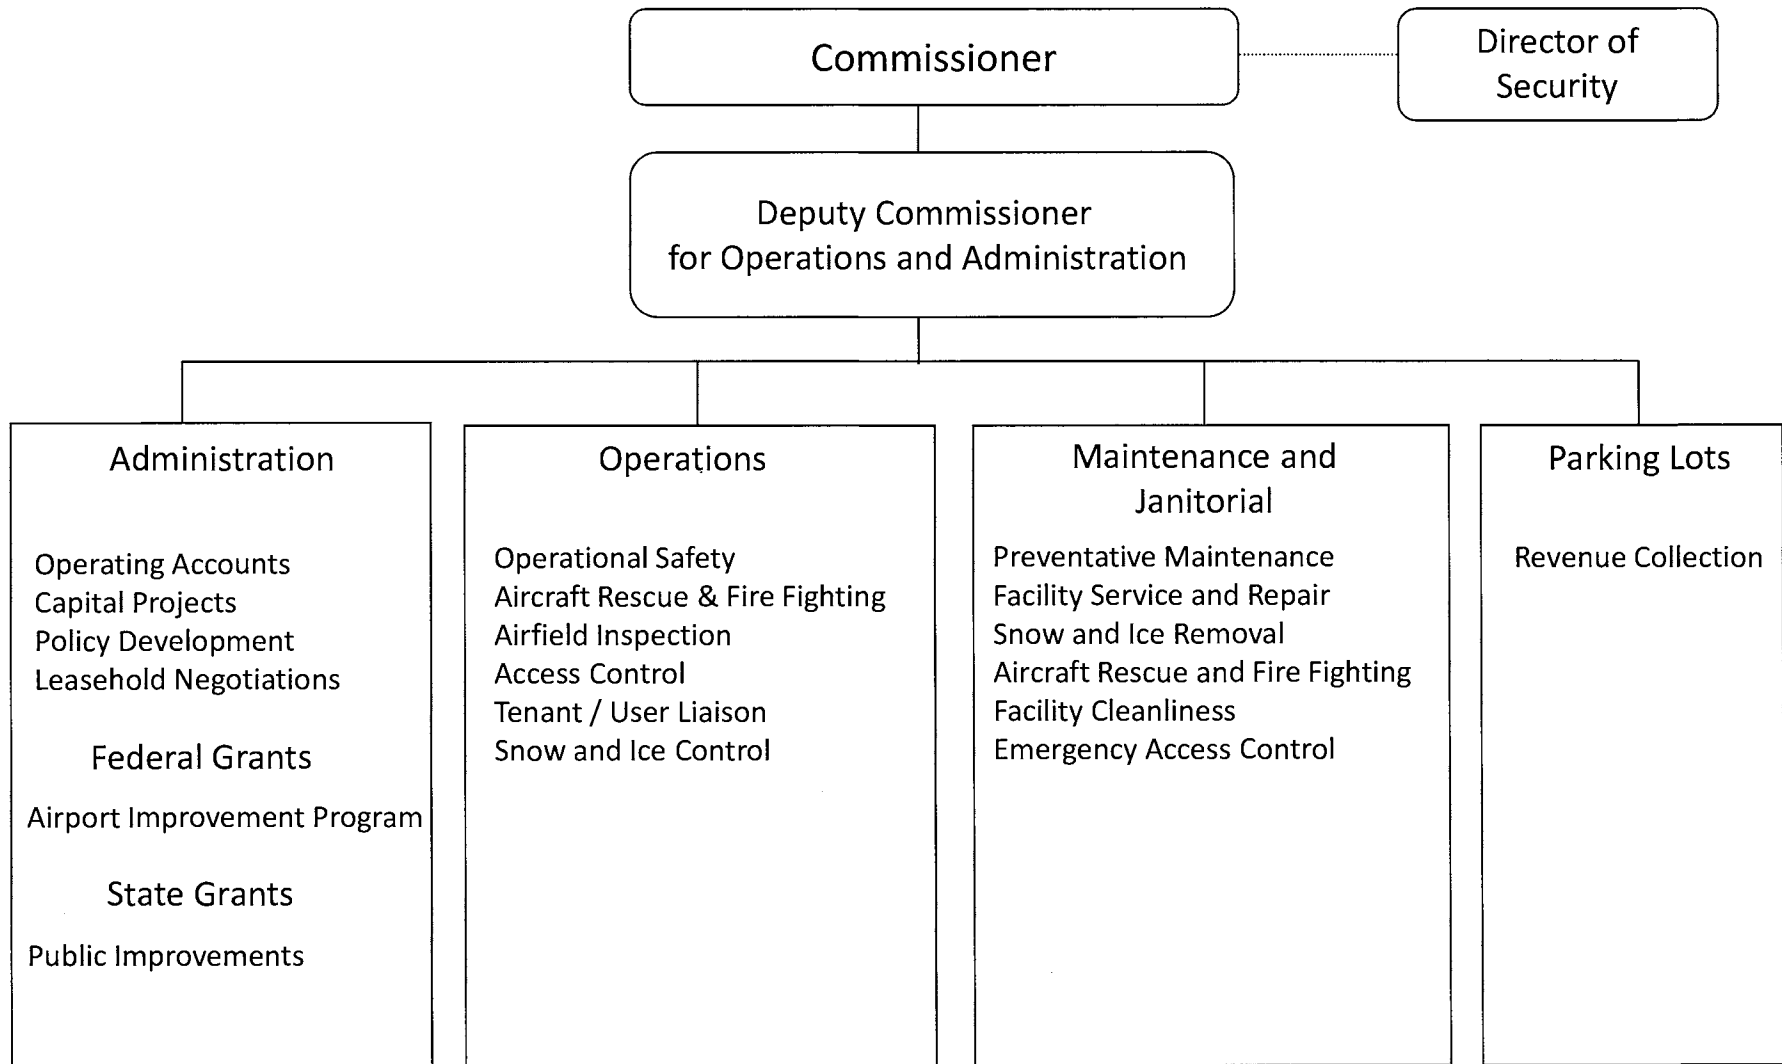 Commissioner
Director of
Security
Deputy Commissioner
for Operations and Administration
Administration
Operating Accounts
Capital Projects
Policy Development
Leasehold Negotiations
Federal Grants
Airport Improvement Program
State Grants
Public Improvements
Operations
Operational Safety
Aircraft Rescue & Fire Fighting
Airfield Inspection
Access Control
Tenant / User Liaison
Snow and Ice Control
Maintenance and
Janitorial
Preventative Maintenance
Facility Service and Repair
Snow and Ice Removal
Aircraft Rescue and Fire Fighting
Facility Cleanliness
Emergency Access Control
Parking Lots
Revenue Collection